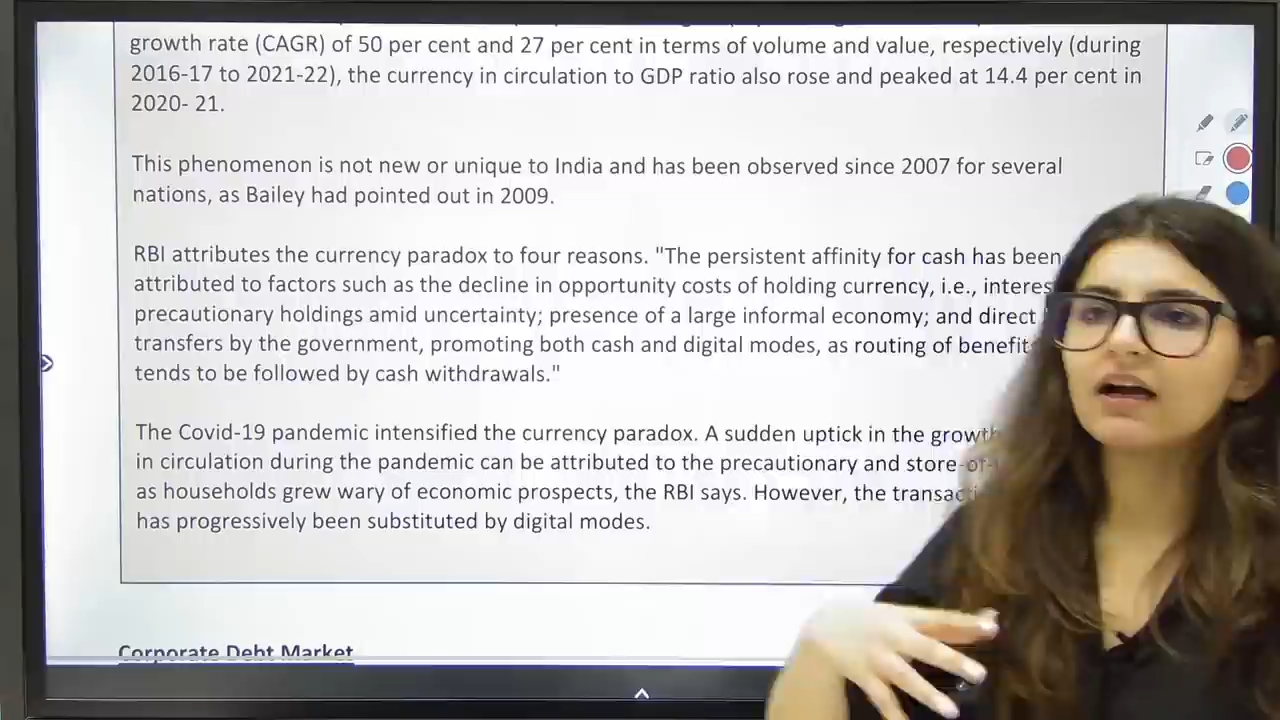 growth rate (CAGR) of 50 per cent and 27 per cent in terms of volume and value, respectively (during
2016-17 to 2021-22), the currency in circulation to GDP ratio also rose and peaked at 14.4 per cent in
2020- 21.
This phenomenon is not new or unique to India and has been observed since 2007 for several
nations, as Bailey had pointed out in 2009.
RBI attributes the currency paradox to four reasons. "The persistent affinity for cash has been
attributed to factors such as the decline in opportunity costs of holding currency, i.e.,
precautionary holdings amid uncertainty; presence of a large informal economy; and direct
transfers by the government, promoting both cash and digital modes, as routing of
tends to be followed by cash withdrawals."
The Covid-19 pandemic intensified the currency paradox. A sudden uptick in the
in circulation during the pandemic can be attributed to the precautionary and
as households grew wary of economic prospects, the RBI says. However, the
has progressively been substituted by digital modes.
Corporate Debt Market